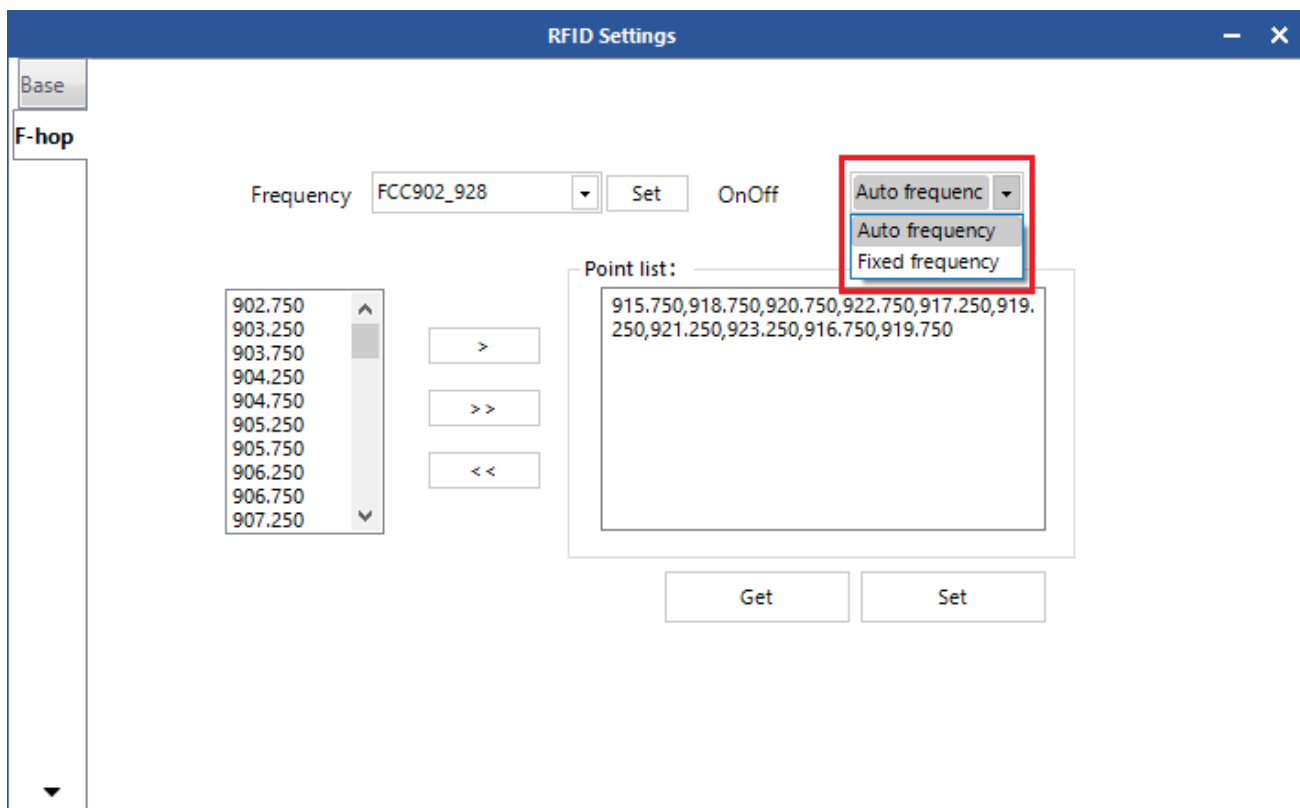 RFID Settings
Base
F-hop
Frequency
FCC902_928
Set
OnOff
Auto frequenc
Auto frequency
Fixed frequency
Point list：
902.750
903.250
903.750
904.250
904.750
905.250
905.750
906.250
906.750
907.250
>
>>
<<
915.750,918.750,920.750,922.750,917.250,919.
250,921.250,923.250,916.750,919.750
Get
Set